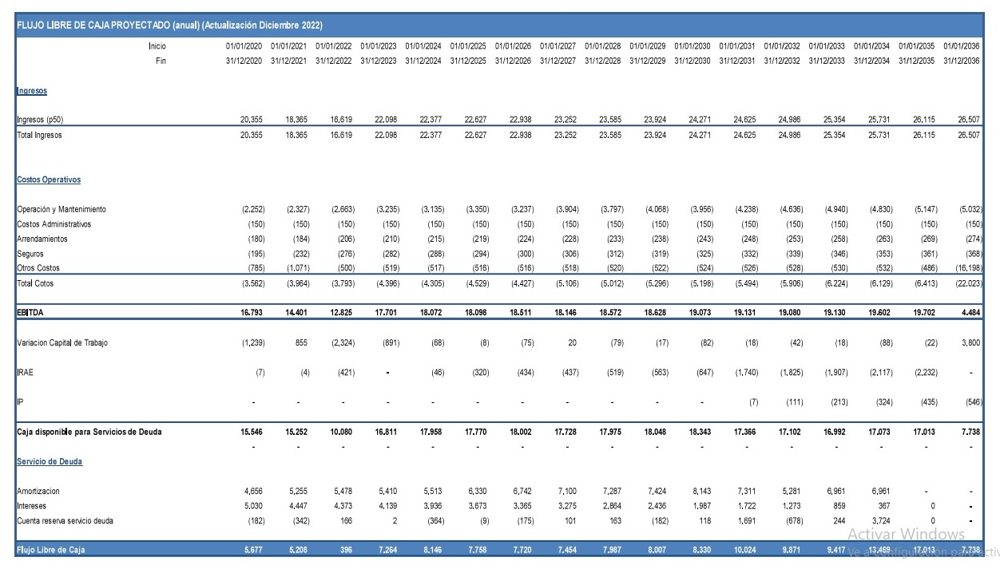 FLUJO LIBRE DE CAJA PROYECTADO (anual) (Actualización Diciembre 2022)
Inicio 01/01/2020 01/01/2021 01/01/2022 01/01/2023 01/01/2024 01/01/2025 01/01/2026 01/01/2027 01/01/2028 01/01/2029 01/01/2030 01/01/2031 01/01/2032 01/01/2033 01/01/2034 01/01/2035 01/01/2036
Fin 31/12/2020 31/12/2021 31/12/2022 31/12/2023 31/12/2024 31/12/2025 31/12/2026 31/12/2027 31/12/2028 31/12/2029 31/12/2030 31/12/2031 31/12/2032 31/12/2033 31/12/2034 31/12/2035 31/12/2036
Ingresos
Ingresos (p50) 20.355 18.365 16.619 22.098 22.377 22.627 22.938 23.252 23.585 23.924 24.271 24.625 24.986 25.354 25.731 26.115 26.507
Total Ingresos 20.355 18.365 16.619 22.098 22.377 22.627 22.938 23.252 23.585 23.924 24.271 24.625 24.986 25.354 25.731 26.115 26.507
Costos Operativos
Operación y Mantenimiento (2.252) (2.327) (2.663) (3.235) (3.135) (3.350) (3.237) (3.904) (3.797) (4.068) (3.956) (4.238) (4.636) (4.940) (4.830) (5.147) (5.032)
Costos Administrativos (150) (150) (150) (150) (150) (150) (150) (150) (150) (150) (150) (150) (150) (150) (150) (150) (150)
Arrendamientos (180) (184) (206) (210) (215) (219) (224) (228) (233) (238) (243) (248) (253) (258) (263) (269) (274)
Seguros (195) (232) (276) (282) (288) (294) (300) (306) (312) (319) (325) (332) (339) (346) (353) (361) (368)
Otros Costos (785) (1,071) (500) (519) (517) (516) (516) (518) (520) (522) (524) (526) (528) (530) (532) (486) (16,198)
Total Cotos (3.562) (3.964) (3.793) (4.396) (4.305) (4.529) (4.427) (5.106) (5.012) (5.296) (5.198) (5.494) (5.906) (6.224) (6.129) (6.413) (22.023)
EBITDA 16.793 14.401 12.825 17.701 18.072 18.098 18.511 18.146 18.572 18.628 19.073 19.131 19.080 19.130 19.602 19.702 4.484
Variacion Capital de Trabajo (1,239) 855 (2,324) (891) (68) (8) (75) 20 (79) (17) (82) (18) (42) (18) (88) (22) 3,800
IRAE (7) (4) (421) - (46) (320) (434) (437) (519) (563) (647) (1.740) (1.825) (1.907) (2.117) (2.232) -
IP - - - - - - - - - - - (7) (111) (213) (324) (435) (546)
Caja disponible para Servicios de Deuda 15.546 15.252 10.080 16.811 17.958 17.770 18.002 17.728 17.975 18.048 18.343 17.366 17.102 16.992 17.073 17.013 7.738
- - - - - - - - - - - - - - - - -
Servicio de Deuda
Amortizacion 4,656 5,255 5,478 5,410 5,513 6,330 6,742 7,100 7,287 7,424 8,143 7,311 5,281 6,961 6,961 - -
Intereses 5,030 4,447 4,373 4,139 3,936 3,673 3,365 3,275 2,864 2,436 1,987 1,722 1,273 859 367 0 -
Cuenta reserva servicio deuda (182) (342) 166 2 (364) (9) (175) 101 163 (182) 118 1,691 (678) 244 3,724 0 -
Activar Windows
Flujo Libre de Caja 5.677 5.208 396 7.264 8.146 7.758 7.720 7.454 7.987 8.007 8.330 10.024 9.871 9.417 13.469 17.013 7.738
Ve a Configuración para activ